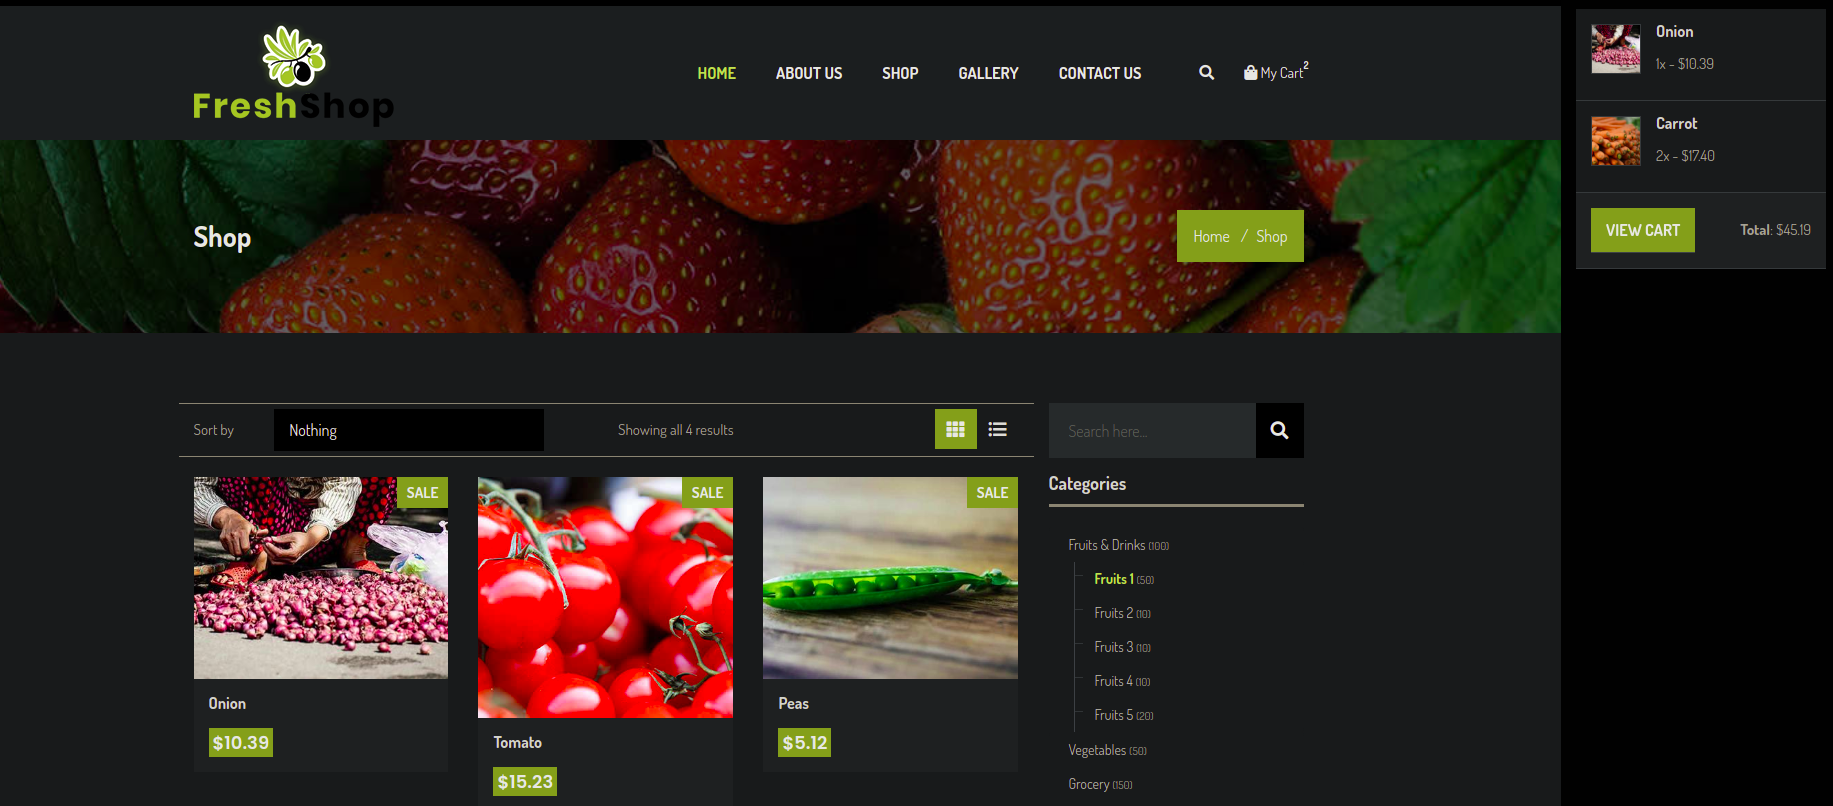 FreshShop
HOME ABOUT US SHOP GALLERY CONTACT US My Cart 2
Shop
Home / Shop
Onion
1x - $10.39
Carrot
2x - $17.40
VIEW CART Total: $45.19
Sort by Nothing Showing all 4 results
Search here...
SALE
Onion
$10.39
SALE
Tomato
$15.23
SALE
Peas
$5.12
Categories
Fruits & Drinks (100)
Fruits 1 (50)
Fruits 2 (10)
Fruits 3 (10)
Fruits 4 (10)
Fruits 5 (20)
Vegetables (50)
Grocery (150)